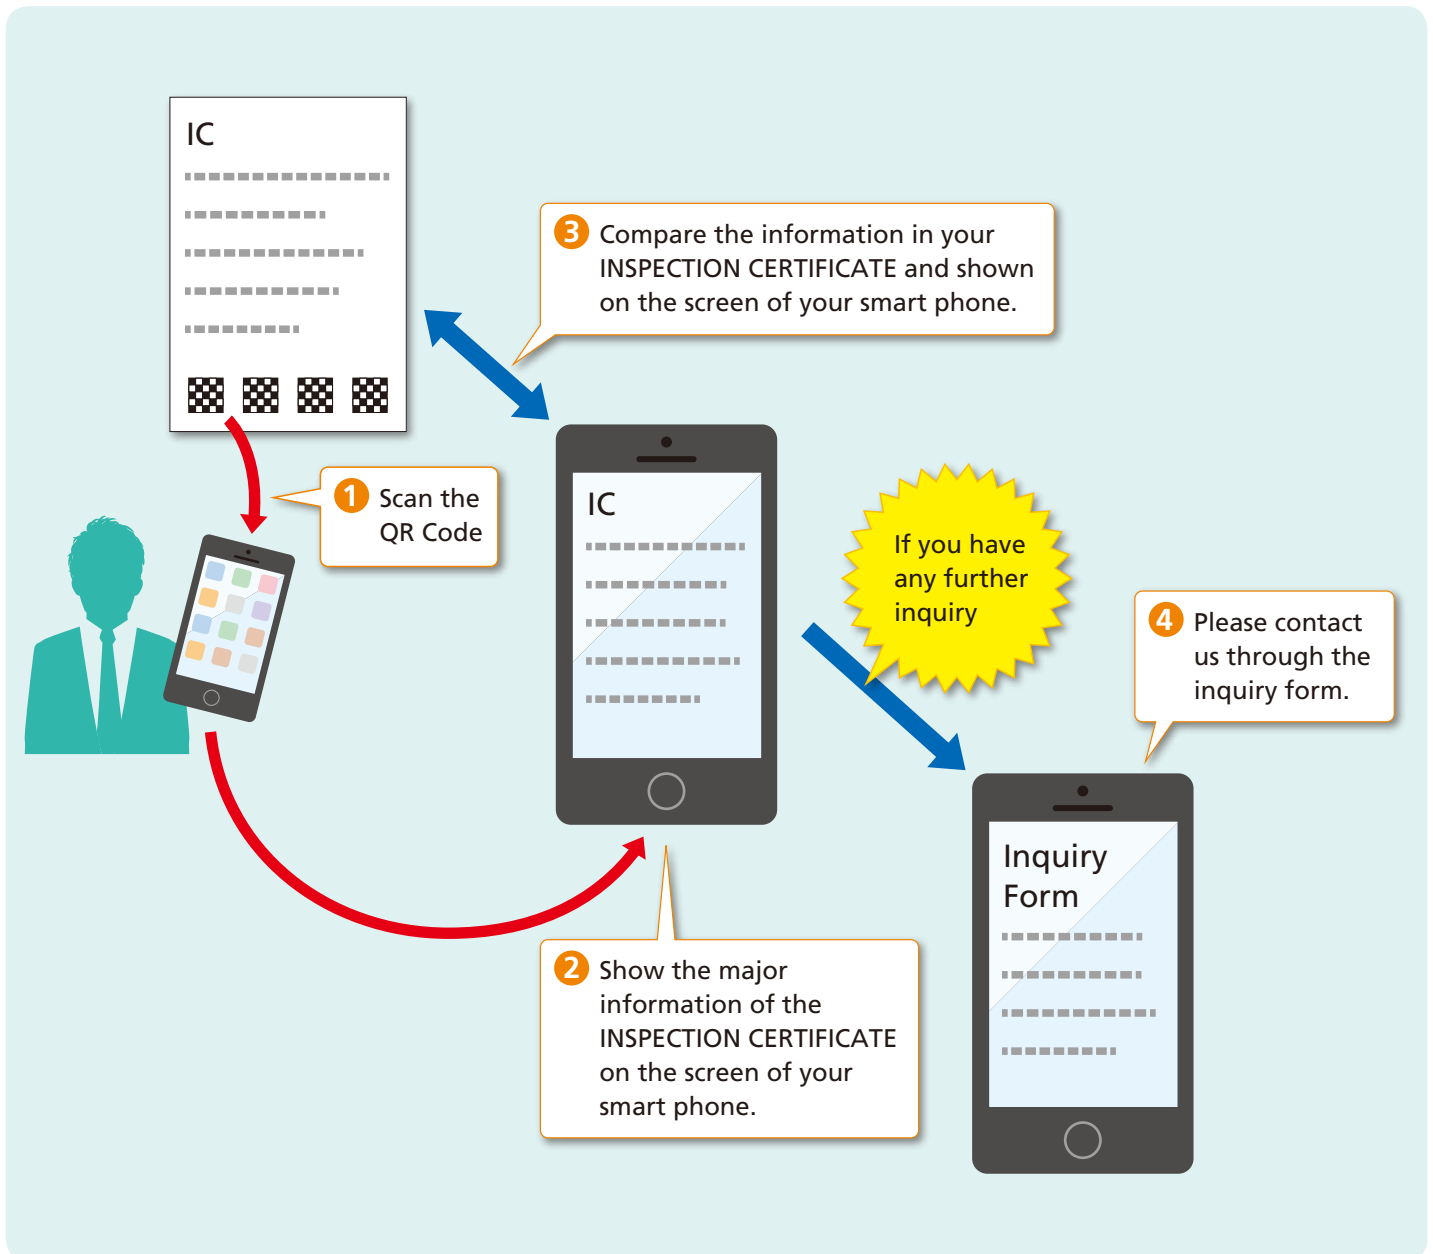 IC
3 Compare the information in your
INSPECTION CERTIFICATE and shown
on the screen of your smart phone.
1 Scan the
QR Code
IC
If you have
any further
inquiry
4 Please contact
us through the
inquiry form.
Inquiry
Form
2 Show the major
information of the
INSPECTION CERTIFICATE
on the screen of your
smart phone.